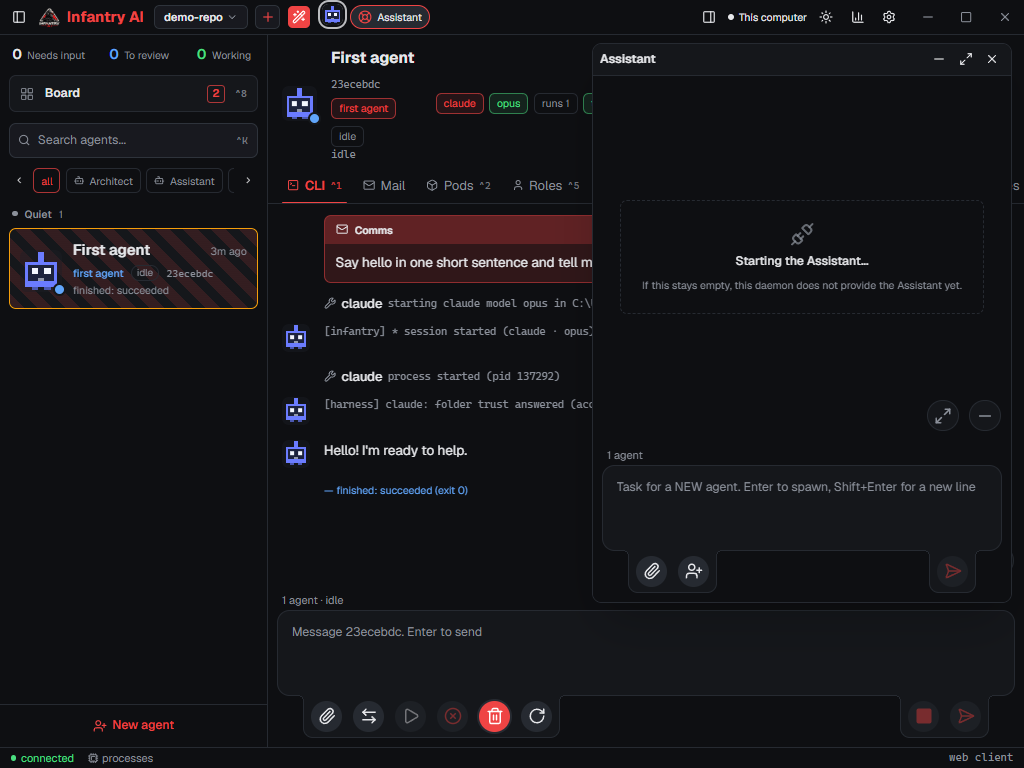 Infantry AI
demo-repo
Assistant
This computer
0 Needs input
0 To review
0 Working
Board
2
^8
Search agents...
^K
all
Architect
Assistant
Quiet 1
First agent
3m ago
first agent
idle
23ecebdc
finished: succeeded
New agent
connected
processes
First agent
23ecebdc
first agent
claude
opus
runs 1
idle
idle
CLI ^1
Mail
Pods ^2
Roles ^5
Comms
Say hello in one short sentence and tell m
claude starting claude model opus in C:\
[infantry] * session started (claude · opus)
claude process started (pid 137292)
[harness] claude: folder trust answered (acc
Hello! I'm ready to help.
— finished: succeeded (exit 0)
1 agent · idle
Message 23ecebdc. Enter to send
Assistant
Starting the Assistant...
If this stays empty, this daemon does not provide the Assistant yet.
1 agent
Task for a NEW agent. Enter to spawn, Shift+Enter for a new line
web client